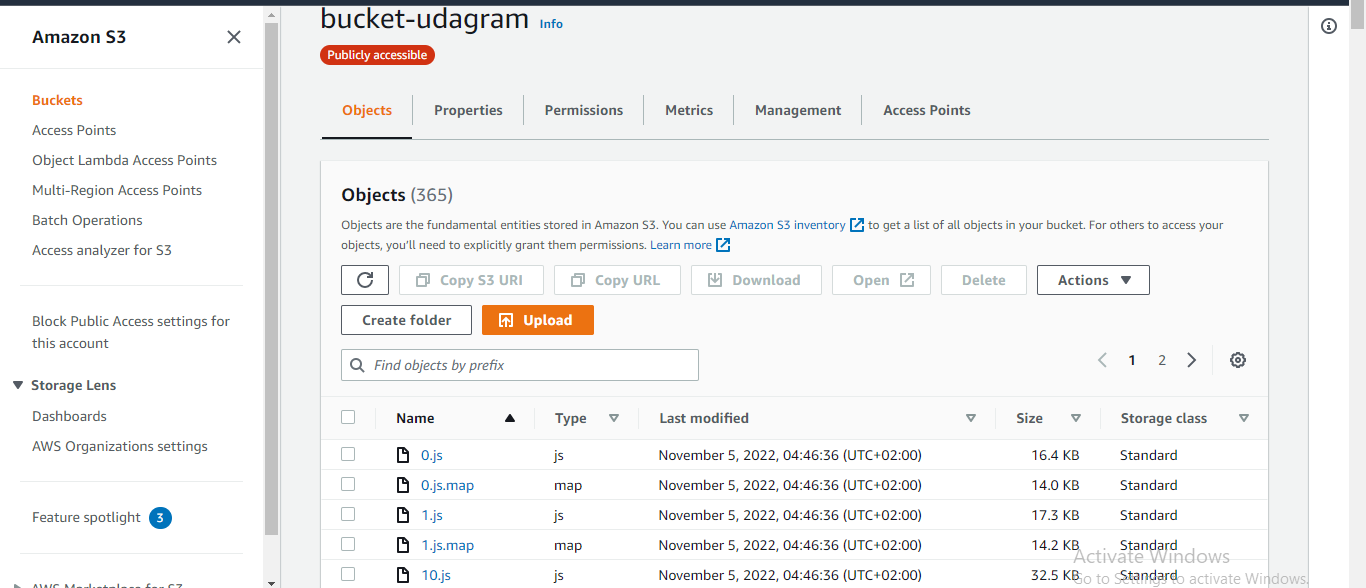 Amazon S3
Buckets
Access Points
Object Lambda Access Points
Multi-Region Access Points
Batch Operations
Access analyzer for S3
Block Public Access settings for
this account
Storage Lens
Dashboards
AWS Organizations settings
Feature spotlight 3
AWS Marketplace for S3
bucket-udagram Info
Publicly accessible
Objects Properties Permissions Metrics Management Access Points
Objects (365)
Objects are the fundamental entities stored in Amazon S3. You can use Amazon S3 inventory to get a list of all objects in your bucket. For others to access your
objects, you'll need to explicitly grant them permissions. Learn more
Copy S3 URI Copy URL Download Open Delete Actions
Create folder Upload
Find objects by prefix
1 2
Name Type Last modified Size Storage class
0.js js November 5, 2022, 04:46:36 (UTC+02:00) 16.4 KB Standard
0.js.map map November 5, 2022, 04:46:36 (UTC+02:00) 14.0 KB Standard
1.js js November 5, 2022, 04:46:36 (UTC+02:00) 17.3 KB Standard
1.js.map map November 5, 2022, 04:46:36 (UTC+02:00) 14.2 KB Standard
10.js js November 5, 2022, 04:46:36 (UTC+02:00) 32.5 KB Standard
Activate Windows
Go to Settings to activate Windows.